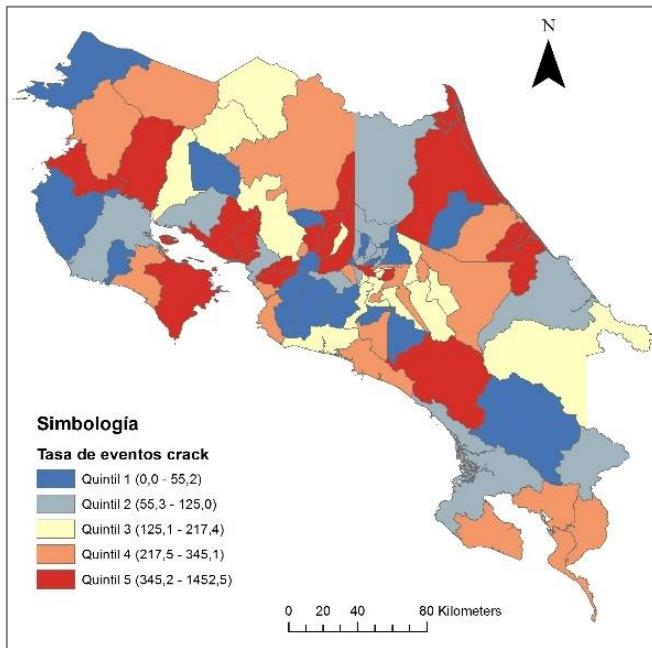 N
Simbología
Tasa de eventos crack
Quintil 1 (0,0 - 55,2)
Quintil 2 (55,3 - 125,0)
Quintil 3 (125,1 - 217,4)
Quintil 4 (217,5 - 345,1)
Quintil 5 (345,2 - 1452,5)
0 20 40 80 Kilometers